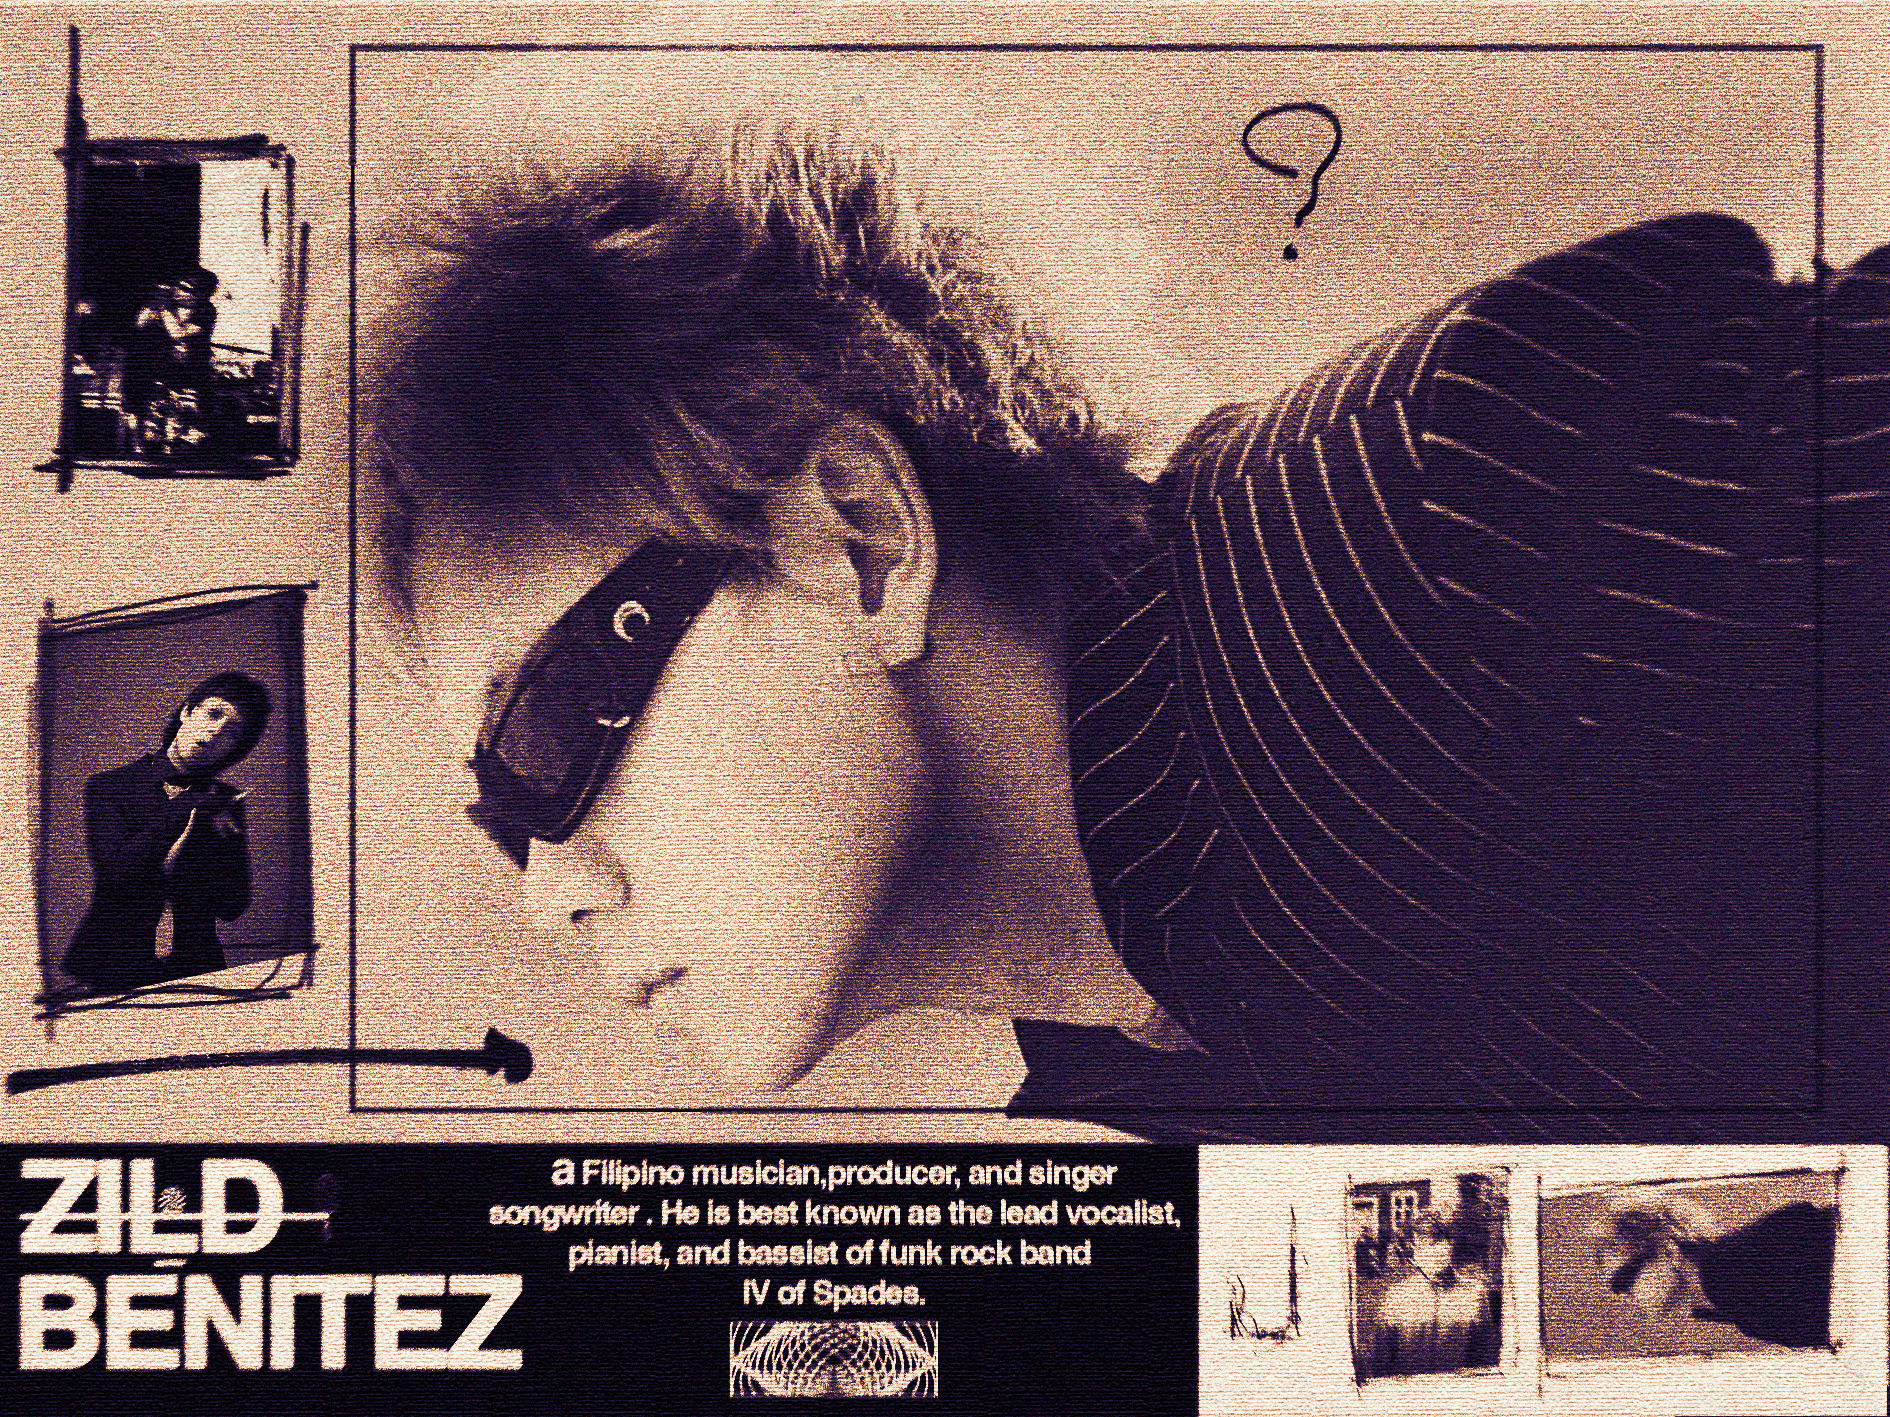 ?
ZILD
BÉNITEZ
a Filipino musician,producer, and singer
songwriter . He is best known as the lead vocalist,
pianist, and bassist of funk rock band
IV of Spades.